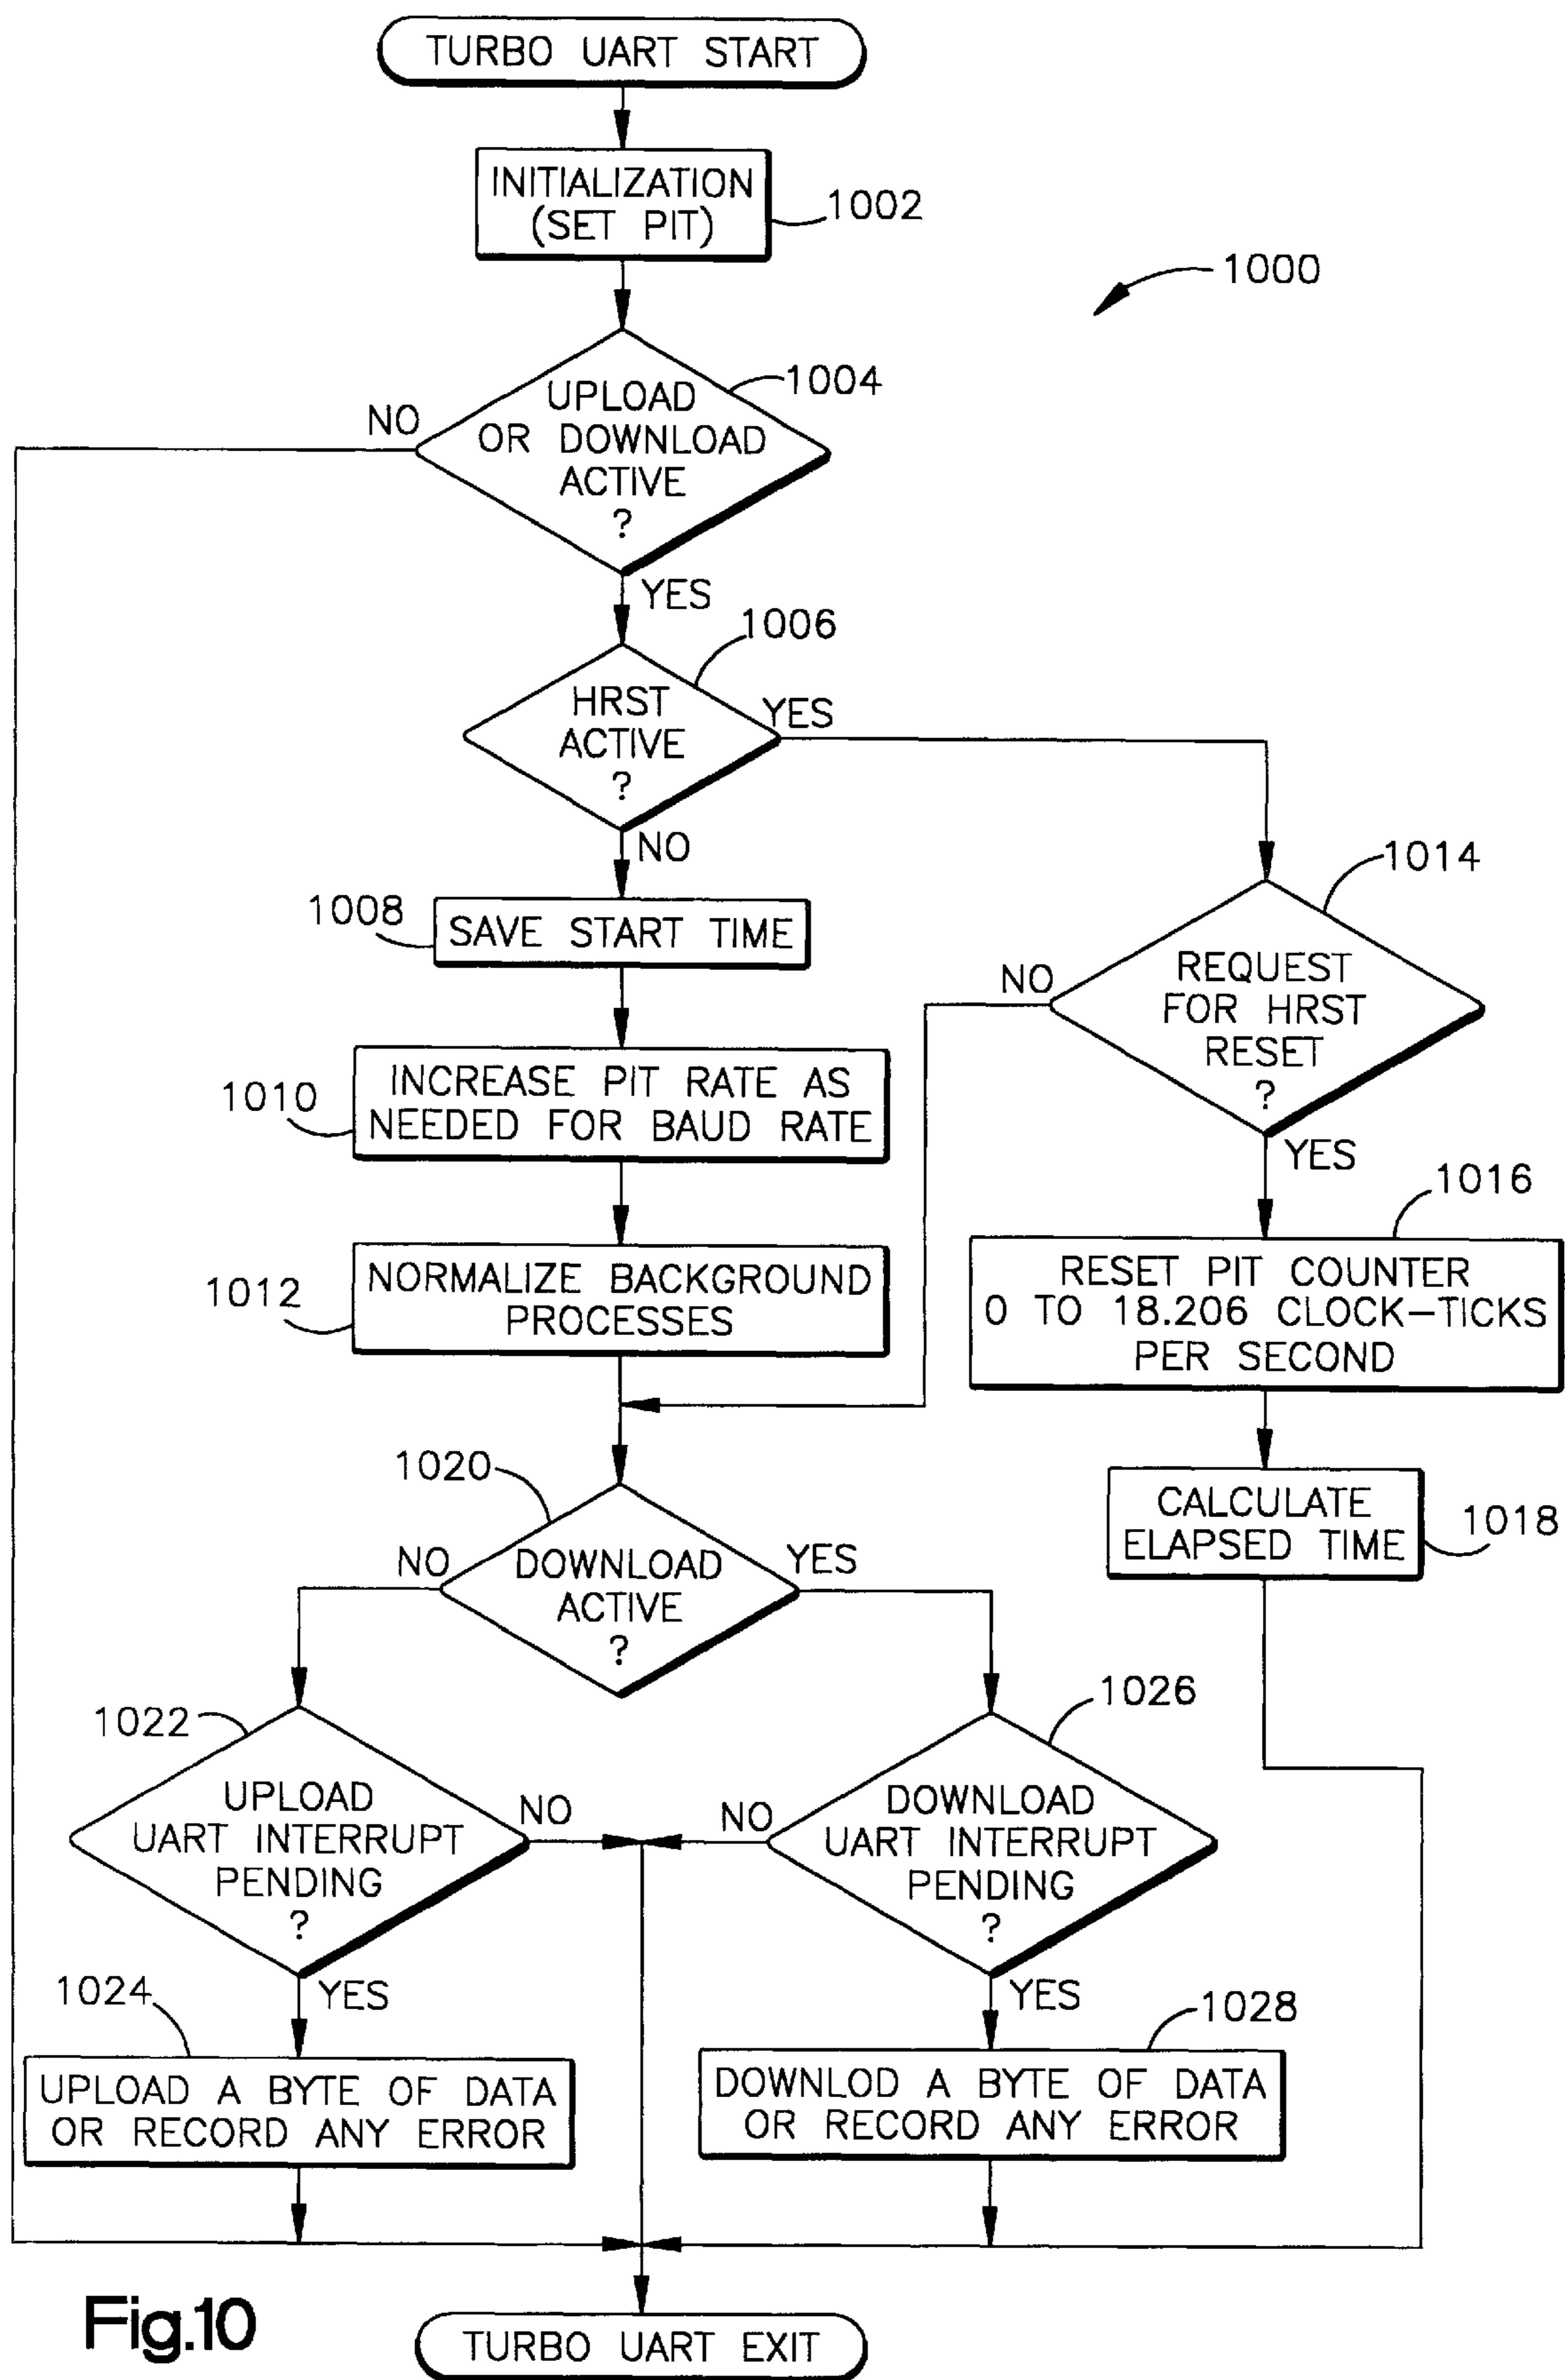 TURBO UART START
INITIALIZATION
(SET PIT)
1002
1000
1004
UPLOAD
OR DOWNLOAD
ACTIVE
?
NO
YES
1006
HRST
ACTIVE
?
YES
NO
1008
SAVE START TIME
1014
REQUEST
FOR HRST
RESET
?
NO
YES
1010
INCREASE PIT RATE AS
NEEDED FOR BAUD RATE
1016
RESET PIT COUNTER
0 TO 18.206 CLOCK-TICKS
PER SECOND
1012
NORMALIZE BACKGROUND
PROCESSES
1018
CALCULATE
ELAPSED TIME
1020
DOWNLOAD
ACTIVE
?
NO
YES
1022
UPLOAD
UART INTERRUPT
PENDING
?
NO
YES
1026
DOWNLOAD
UART INTERRUPT
PENDING
?
NO
YES
1024
UPLOAD A BYTE OF DATA
OR RECORD ANY ERROR
1028
DOWNLOD A BYTE OF DATA
OR RECORD ANY ERROR
Fig.10
TURBO UART EXIT